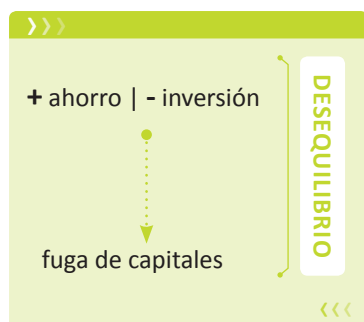 + ahorro | - inversión
fuga de capitales
DESEQUILIBRIO